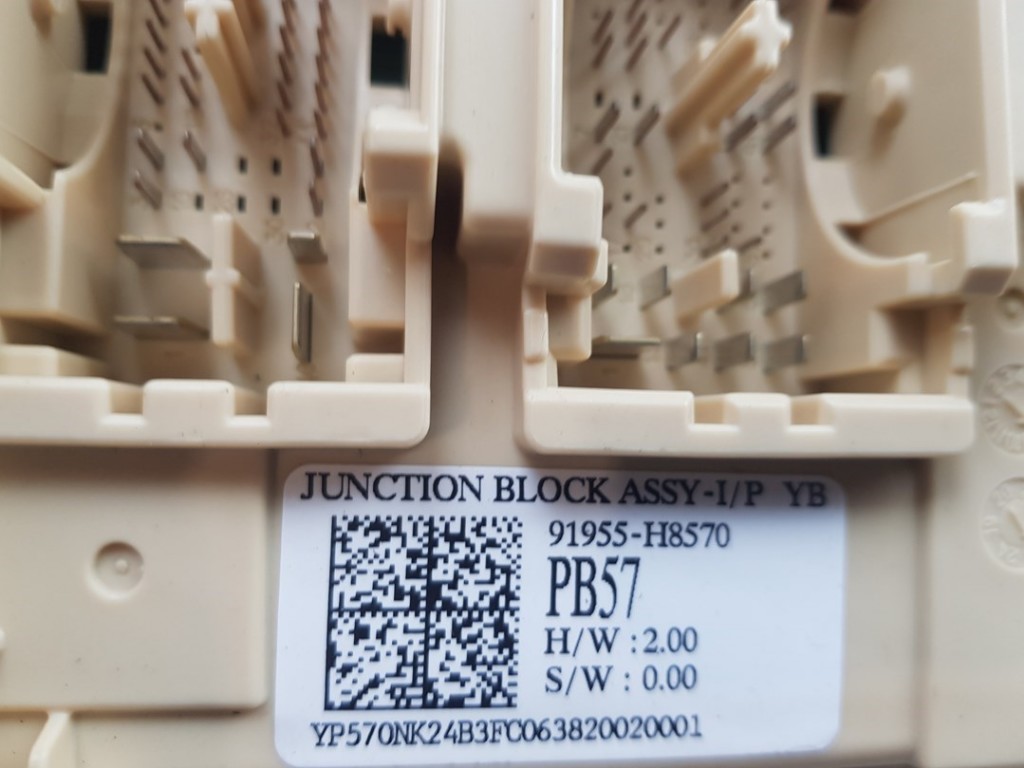 JUNCTION BLOCK ASSY-I/P YB
91955-H8570
PB57
H/W : 2.00
S/W : 0.00
YP570NK24B3FC063820020001